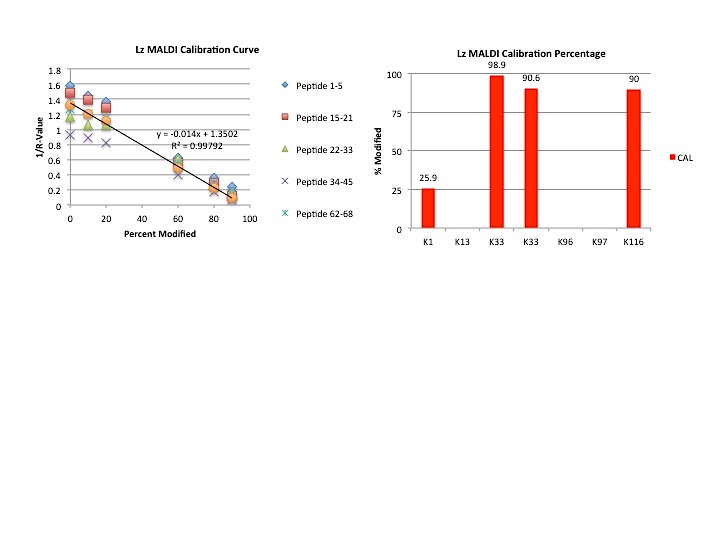 Lz MALDI Calibration Curve
1.8
1.6
1.4
1.2
1
0.8
0.6
0.4
0.2
0
1/R-Value
y = -0.014x + 1.3502
R² = 0.99792
0 20 40 60 80 100
Percent Modified
Peptide 1-5
Peptide 15-21
Peptide 22-33
Peptide 34-45
Peptide 62-68
Lz MALDI Calibration Percentage
100
75
50
25
0
% Modified
25.9
98.9
90.6
90
K1 K13 K33 K33 K96 K97 K116
CAL